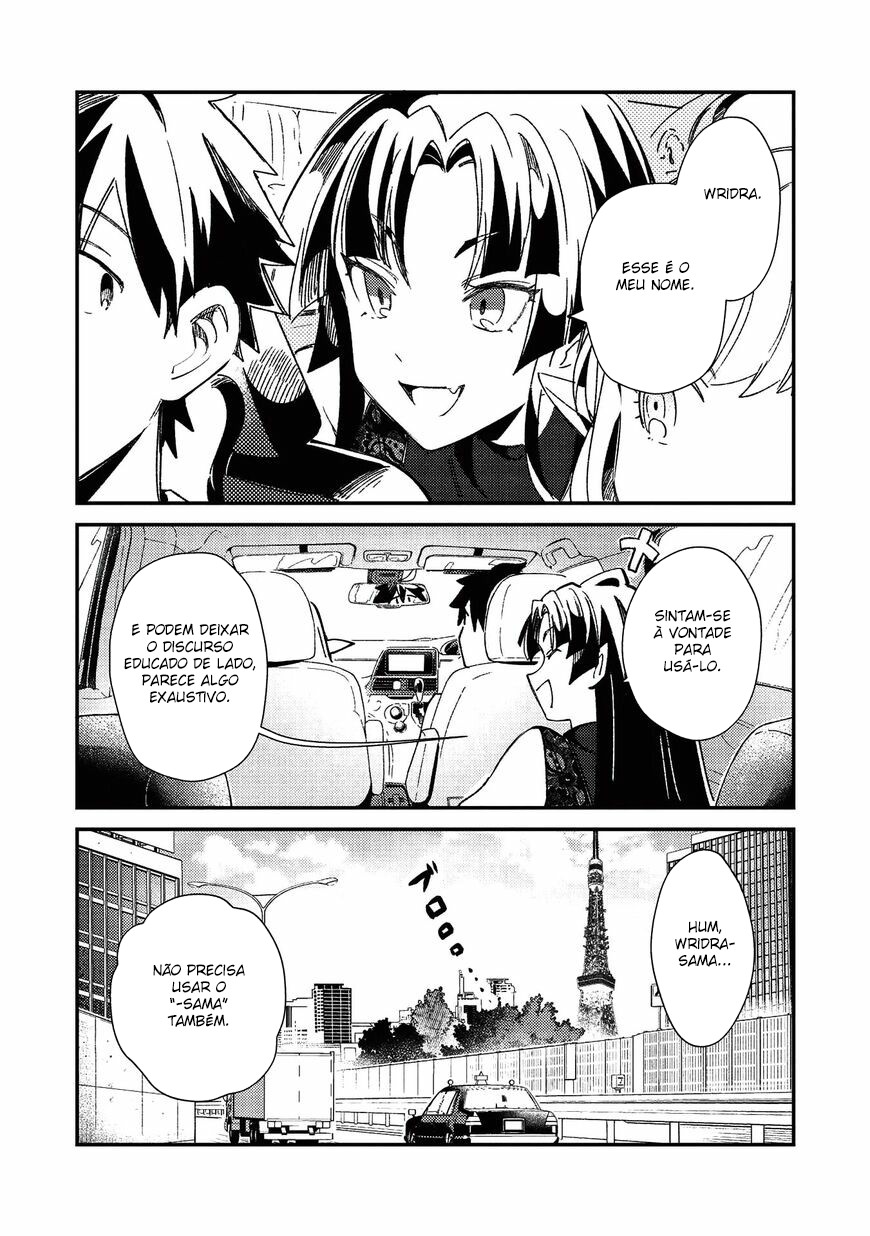 WRIDRA.
ESSE É O
MEU NOME.
SINTAM-SE
À VONTADE
PARA
USÁ-LO.
E PODEM DEIXAR
O DISCURSO
EDUCADO DE LADO,
PARECE ALGO
EXAUSTIVO.
HUM,
WRIDRA-
SAMA...
NÃO PRECISA
USAR O
"-SAMA"
TAMBÉM.